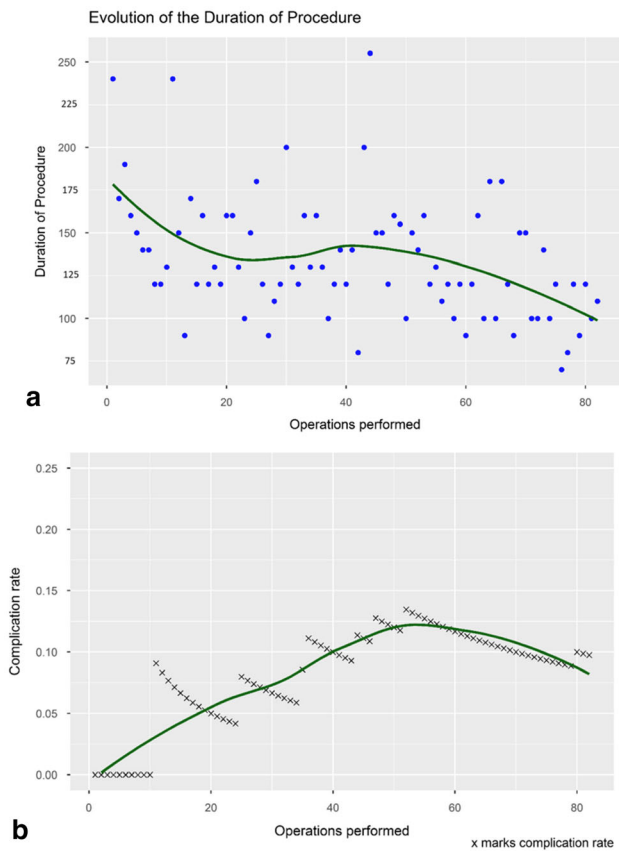 Evolution of the Duration of Procedure
250
225
200
175
150
125
100
75
Duration of Procedure
0 20 40 60 80
Operations performed
a
0.25
0.20
0.15
0.10
0.05
0.00
Complication rate
0 20 40 60 80
Operations performed
x marks complication rate
b